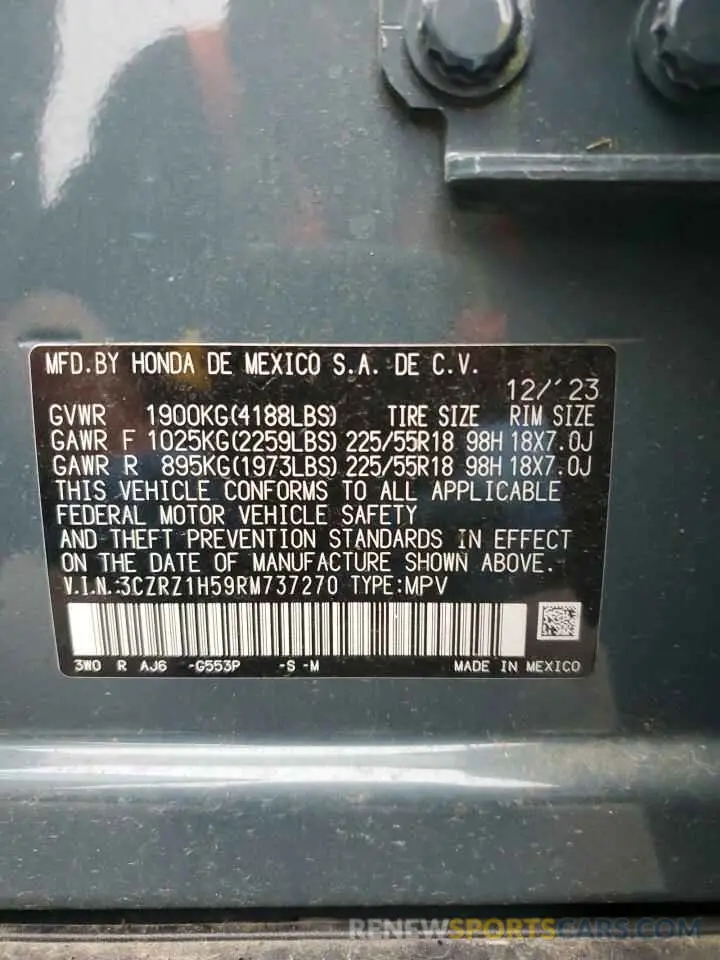 MFD.BY HONDA DE MEXICO S.A. DE C.V.
12/´23
GVWR 1900KG(4188LBS) TIRE SIZE RIM SIZE
GAWR F 1025KG(2259LBS) 225/55R18 98H 18X7.0J
GAWR R 895KG(1973LBS) 225/55R18 98H 18X7.0J
THIS VEHICLE CONFORMS TO ALL APPLICABLE
FEDERAL MOTOR VEHICLE SAFETY
AND THEFT PREVENTION STANDARDS IN EFFECT
ON THE DATE OF MANUFACTURE SHOWN ABOVE.
V.I.N.:3CZRZ1H59RM737270 TYPE:MPV
3W0 R AJ6 -G553P -S -M MADE IN MEXICO
RENEWSPORTSCARS.COM